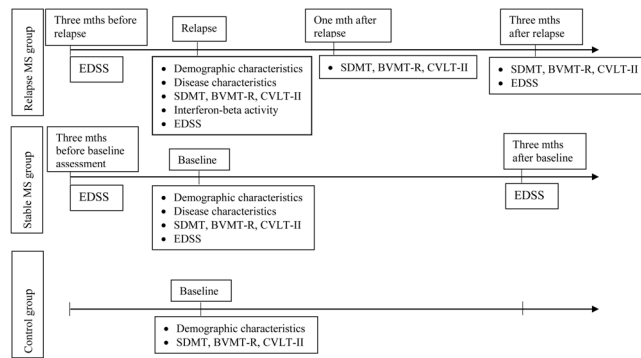 Relapse MS group
Three mths before
relapse
Relapse
One mth after
relapse
Three mths
after relapse
EDSS
• Demographic characteristics
• Disease characteristics
• SDMT, BVMT-R, CVLT-II
• Interferon-beta activity
• EDSS
• SDMT, BVMT-R, CVLT-II
• SDMT, BVMT-R, CVLT-II
• EDSS
Stable MS group
Three mths
before baseline
assessment
Baseline
Three mths
after baseline
EDSS
• Demographic characteristics
• Disease characteristics
• SDMT, BVMT-R, CVLT-II
• EDSS
EDSS
Control group
Baseline
• Demographic characteristics
• SDMT, BVMT-R, CVLT-II